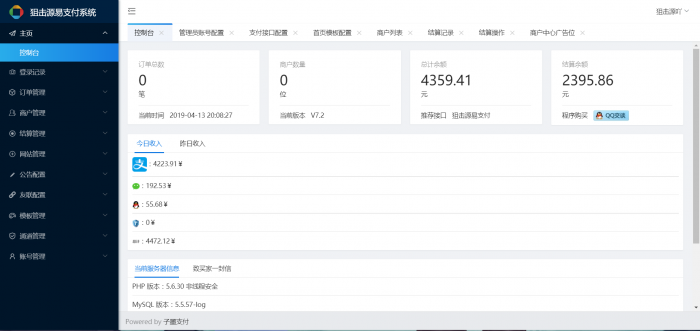 狙击源易支付系统
狙击源吖
主页
控制台
登录记录
订单管理
商户管理
结算管理
网站管理
公告配置
友联配置
模板管理
通道管理
账号管理
控制台 管理员账号配置 支付接口配置 首页模板配置 商户列表 结算记录 结算操作 商户中心广告位
订单总数
0
笔
当前时间 2019-04-13 20:08:27
商户数量
0
位
当前版本 V7.2
总计余额
4359.41
元
推荐接口 狙击源易支付
结算余额
2395.86
元
程序购买 QQ交谈
今日收入 昨日收入
支 : 4223.91￥
: 192.53￥
: 55.68￥
: 0￥
: 4472.12￥
当前服务器信息 致买家一封信
PHP 版本：5.6.30 非线程安全
MySQL 版本：5.5.57-log
Powered by 子墨支付